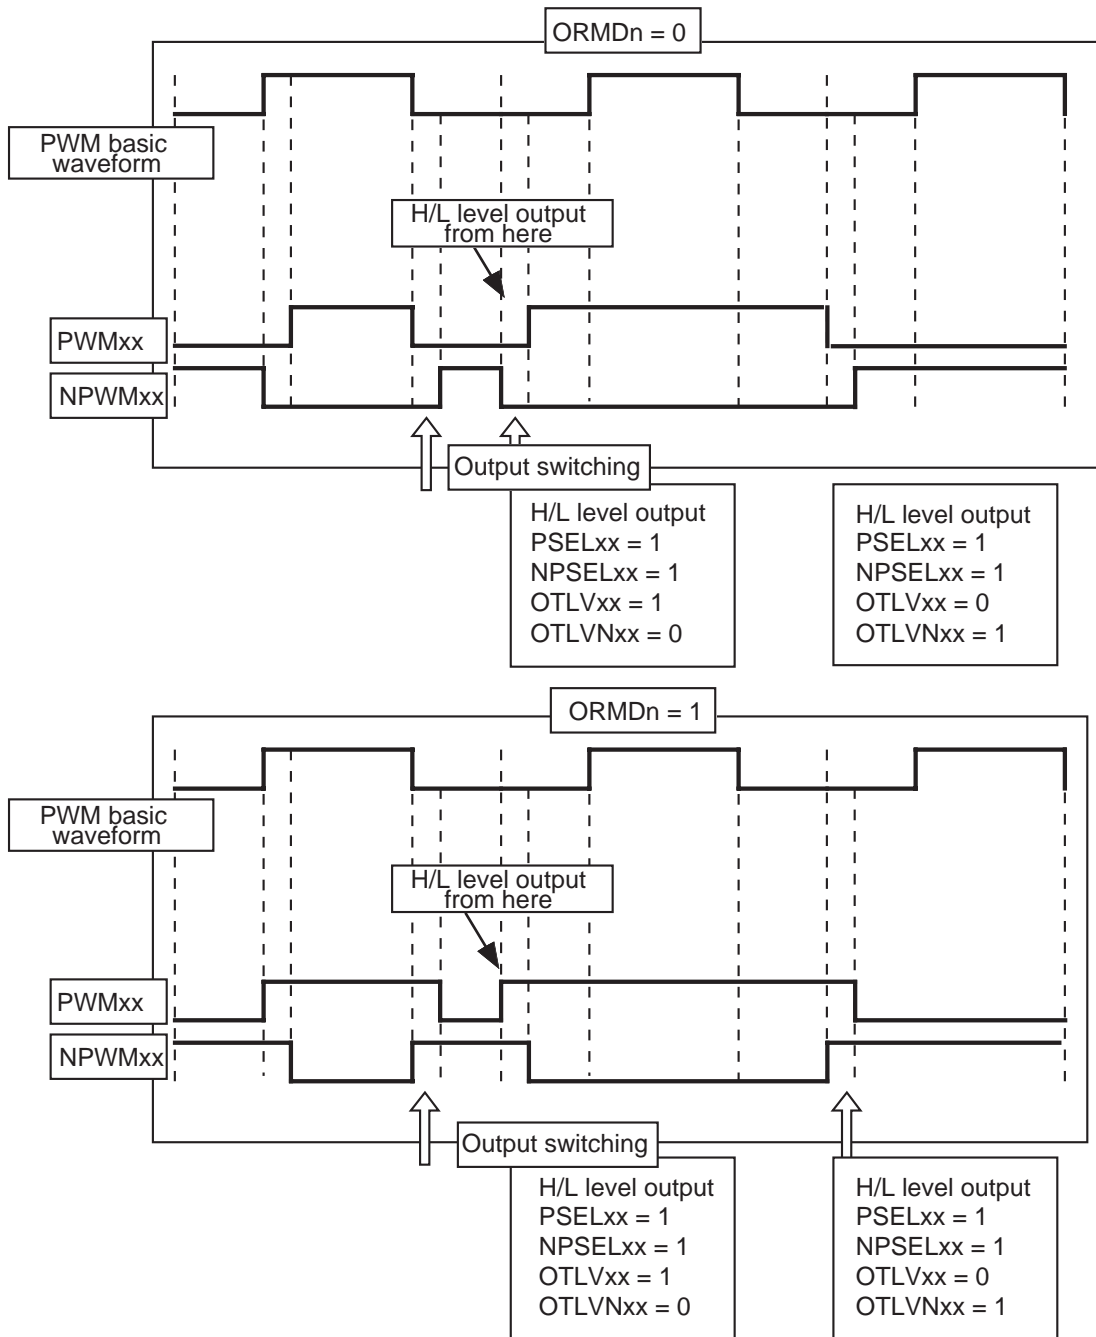 ORMDn = 0
PWM basic
waveform
H/L level output
from here
PWMxx
NPWMxx
Output switching
H/L level output
PSELxx = 1
NPSELxx = 1
OTLVxx = 1
OTLVNxx = 0
H/L level output
PSELxx = 1
NPSELxx = 1
OTLVxx = 0
OTLVNxx = 1
ORMDn = 1
PWM basic
waveform
H/L level output
from here
PWMxx
NPWMxx
Output switching
H/L level output
PSELxx = 1
NPSELxx = 1
OTLVxx = 1
OTLVNxx = 0
H/L level output
PSELxx = 1
NPSELxx = 1
OTLVxx = 0
OTLVNxx = 1